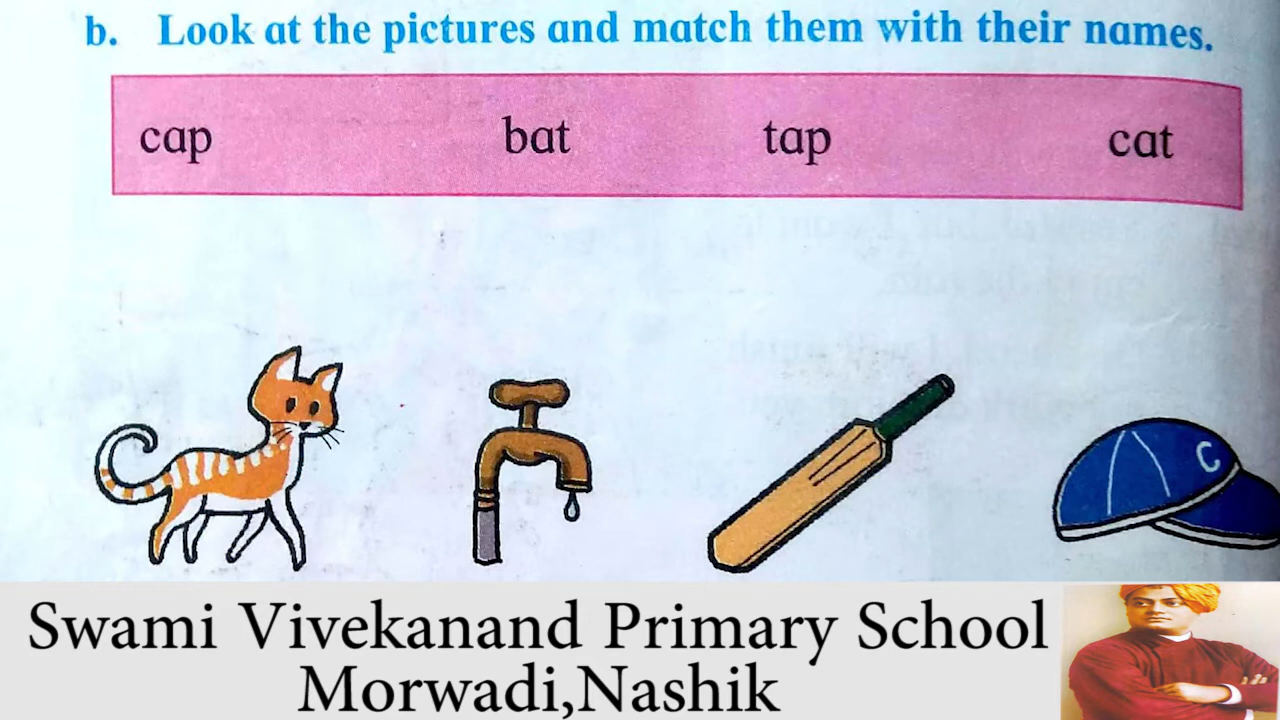 b. Look at the pictures and match them with their names.
cap bat tap cat
C
Swami Vivekanand Primary School
Morwadi,Nashik